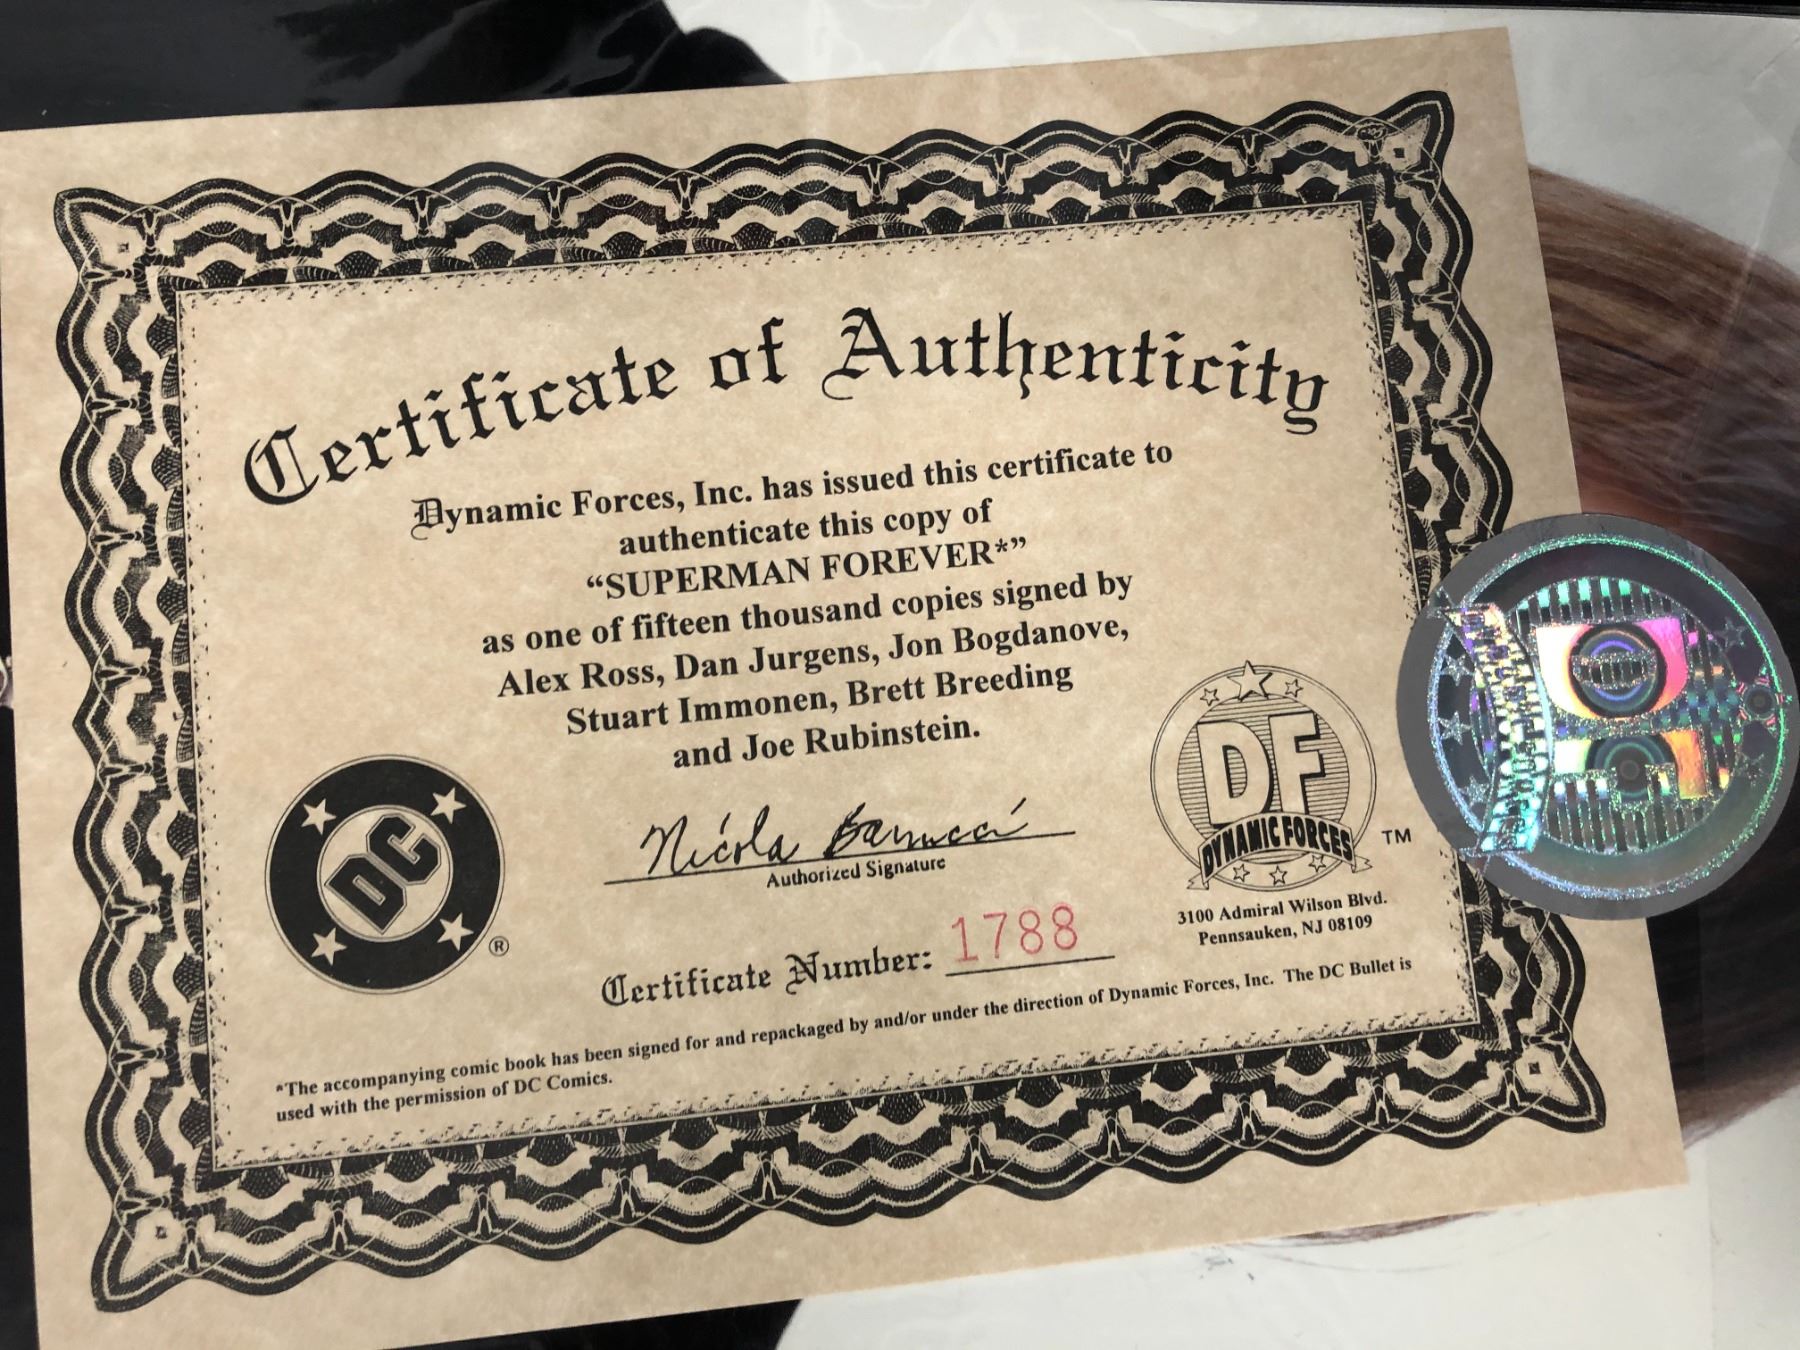 Certificate of Authenticity
Dynamic Forces, Inc. has issued this certificate to
authenticate this copy of
“SUPERMAN FOREVER*”
as one of fifteen thousand copies signed by
Alex Ross, Dan Jurgens, Jon Bogdanove,
Stuart Immonen, Brett Breeding
and Joe Rubinstein.
DC
®
Nicola Barrucci
Authorized Signature
DF
DYNAMIC FORCES
TM
3100 Admiral Wilson Blvd.
Pennsauken, NJ 08109
Certificate Number: 1788
*The accompanying comic book has been signed for and repackaged by and/or under the direction of Dynamic Forces, Inc. The DC Bullet is
used with the permission of DC Comics.